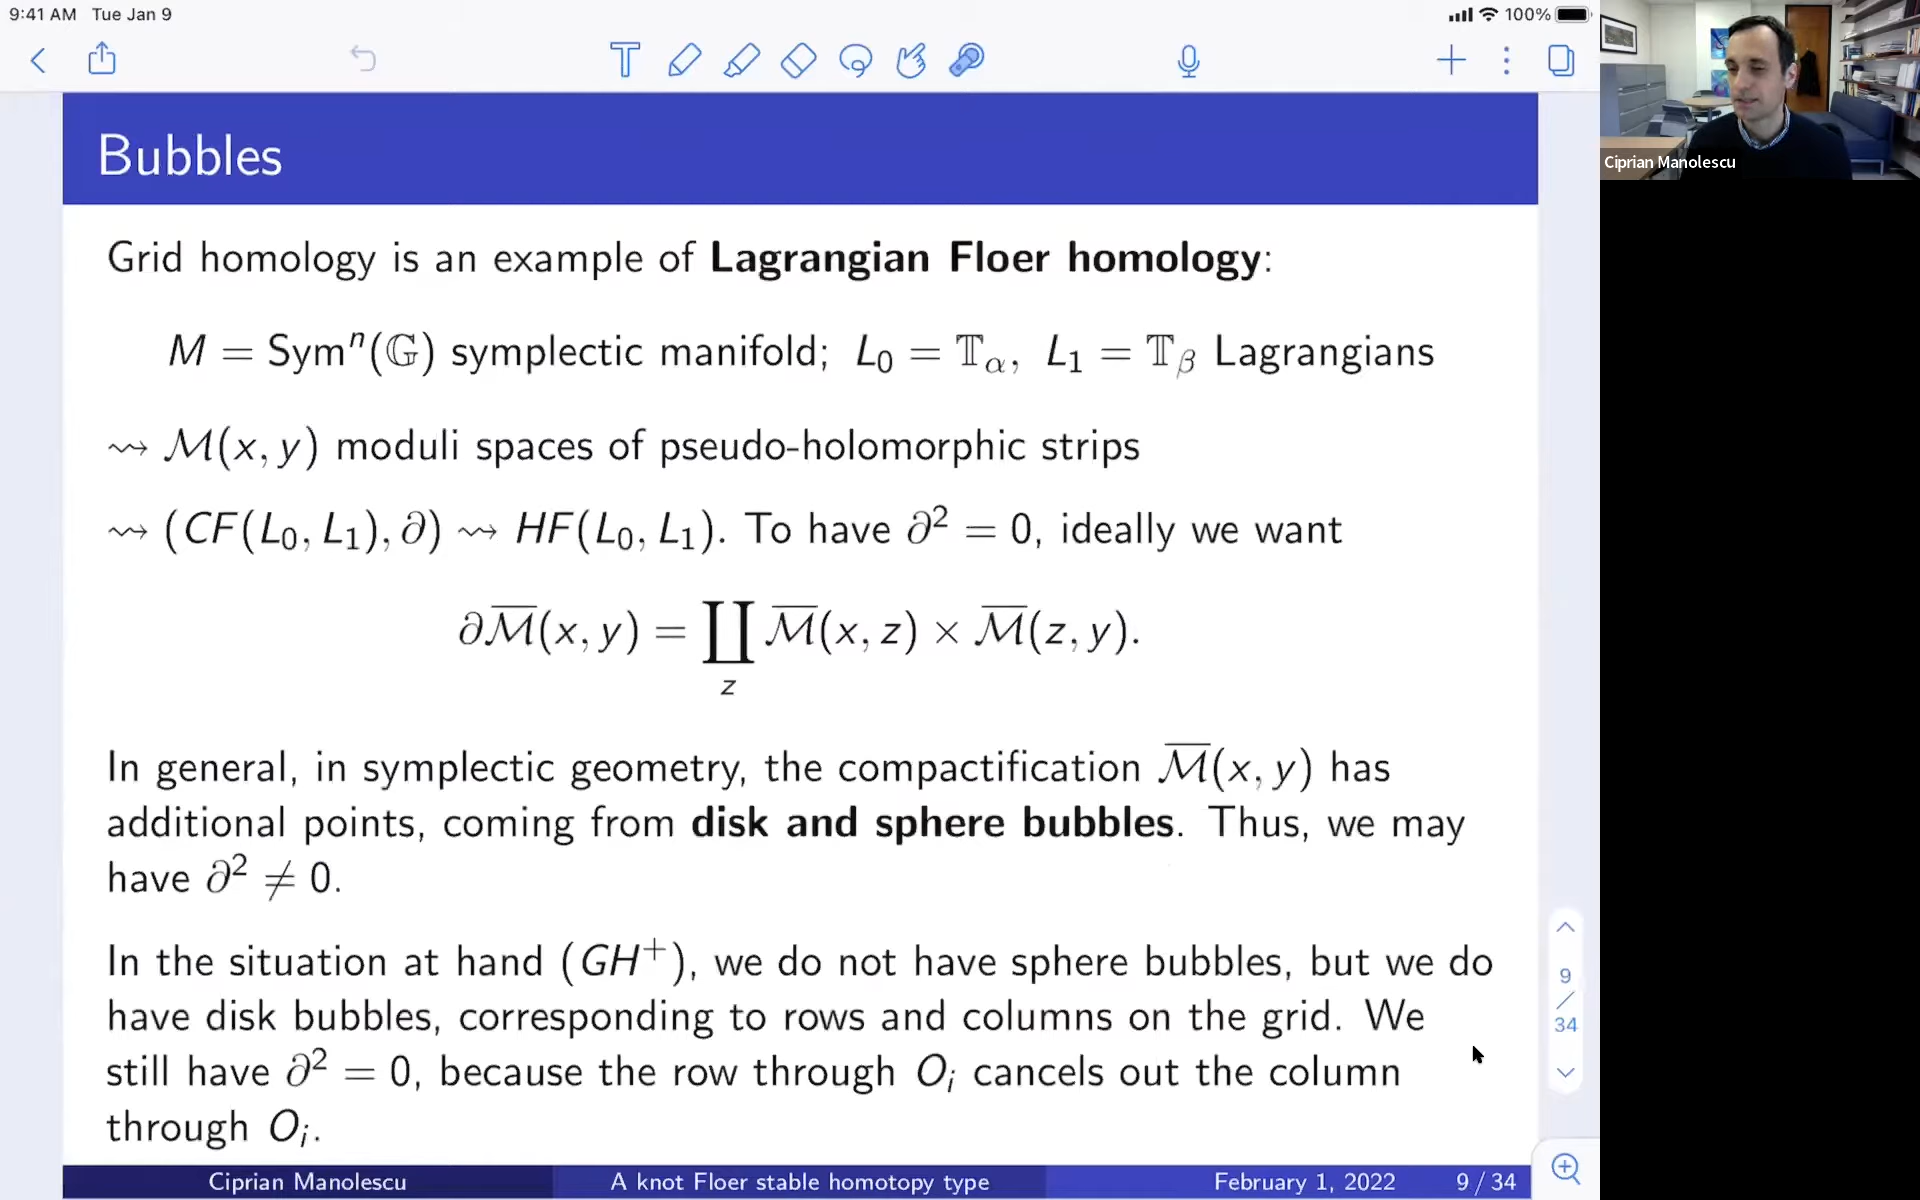 9:41 AM Tue Jan 9
100%
Ciprian Manolescu
Bubbles
Grid homology is an example of Lagrangian Floer homology:
M = Symⁿ(𝔾) symplectic manifold; L₀ = 𝕋_α, L₁ = 𝕋_β Lagrangians
⇝ ℳ(x, y) moduli spaces of pseudo-holomorphic strips
⇝ (CF(L₀, L₁), ∂) ⇝ HF(L₀, L₁). To have ∂² = 0, ideally we want
∂ℳ̅(x, y) = ∐ ℳ̅(x, z) × ℳ̅(z, y).
z
In general, in symplectic geometry, the compactification ℳ̅(x, y) has
additional points, coming from disk and sphere bubbles. Thus, we may
have ∂² ≠ 0.
In the situation at hand (GH⁺), we do not have sphere bubbles, but we do
have disk bubbles, corresponding to rows and columns on the grid. We
still have ∂² = 0, because the row through Oᵢ cancels out the column
through Oᵢ.
9
/
34
Ciprian Manolescu A knot Floer stable homotopy type February 1, 2022 9 / 34